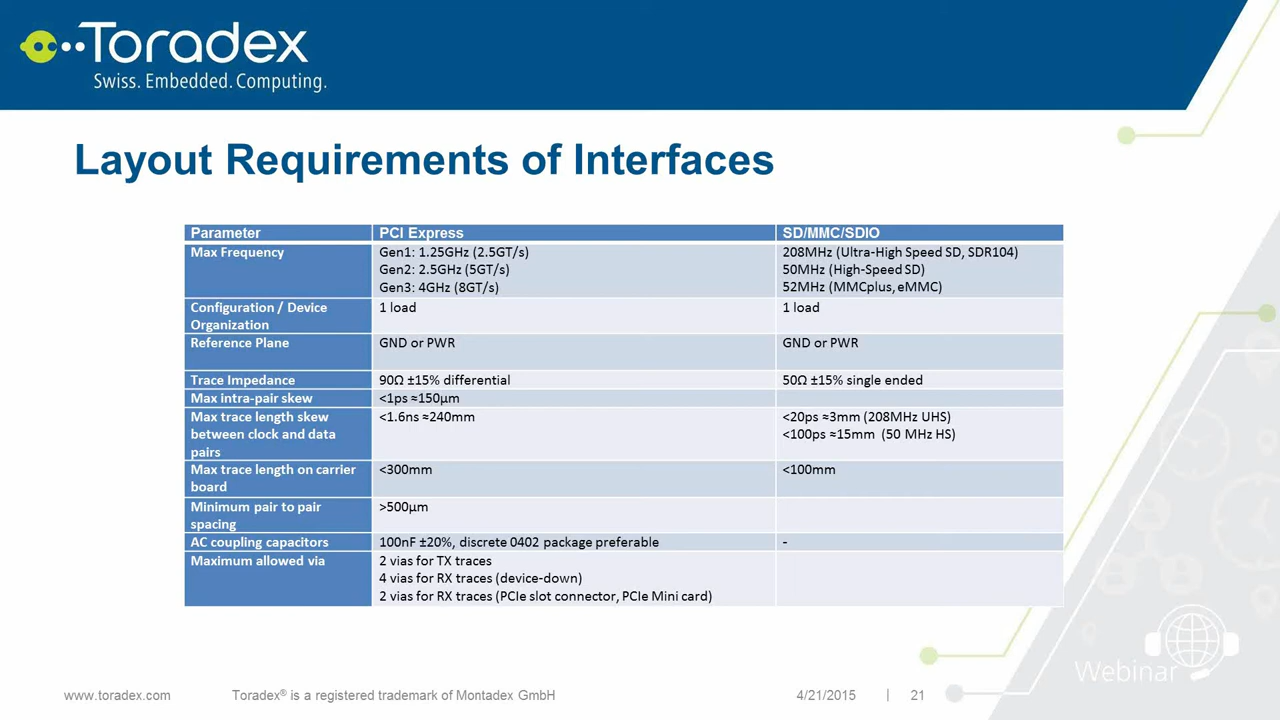 Toradex
Swiss. Embedded. Computing.
Layout Requirements of Interfaces
Parameter PCI Express SD/MMC/SDIO
Max Frequency Gen1: 1.25GHz (2.5GT/s) 208MHz (Ultra-High Speed SD, SDR104)
Gen2: 2.5GHz (5GT/s) 50MHz (High-Speed SD)
Gen3: 4GHz (8GT/s) 52MHz (MMCplus, eMMC)
Configuration / Device 1 load 1 load
Organization
Reference Plane GND or PWR GND or PWR
Trace Impedance 90Ω ±15% differential 50Ω ±15% single ended
Max intra-pair skew <1ps ≈150µm
Max trace length skew <1.6ns ≈240mm <20ps ≈3mm (208MHz UHS)
between clock and data <100ps ≈15mm (50 MHz HS)
pairs
Max trace length on carrier <300mm <100mm
board
Minimum pair to pair >500µm
spacing
AC coupling capacitors 100nF ±20%, discrete 0402 package preferable -
Maximum allowed via 2 vias for TX traces
4 vias for RX traces (device-down)
2 vias for RX traces (PCIe slot connector, PCIe Mini card)
Webinar
www.toradex.com Toradex® is a registered trademark of Montadex GmbH 4/21/2015 | 21